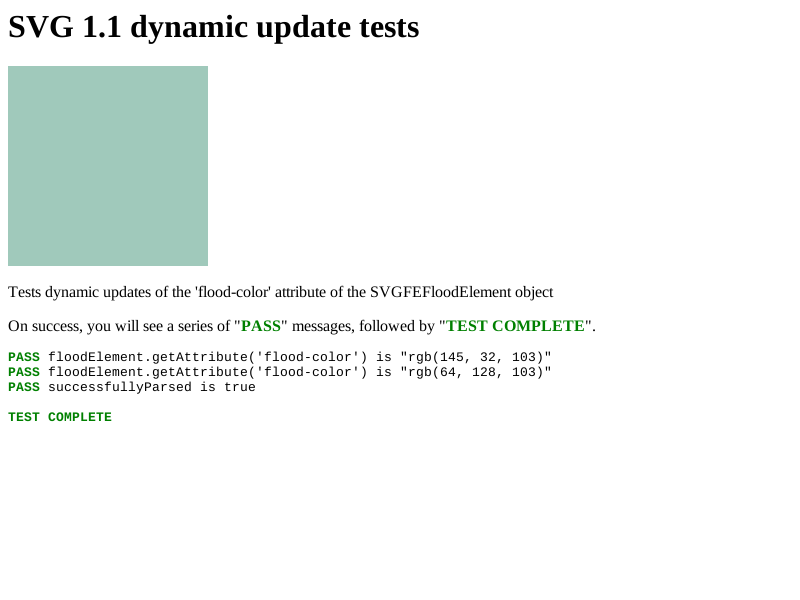 SVG 1.1 dynamic update tests
Tests dynamic updates of the 'flood-color' attribute of the SVGFEFloodElement object
On success, you will see a series of "PASS" messages, followed by "TEST COMPLETE".
PASS floodElement.getAttribute('flood-color') is "rgb(145, 32, 103)"
PASS floodElement.getAttribute('flood-color') is "rgb(64, 128, 103)"
PASS successfullyParsed is true
TEST COMPLETE